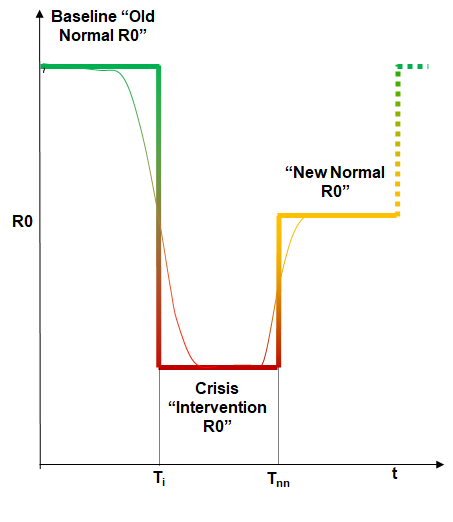 Baseline “Old
Normal R0”
“New Normal
R0”
R0
Crisis
“Intervention
R0”
Ti
Tnn
t